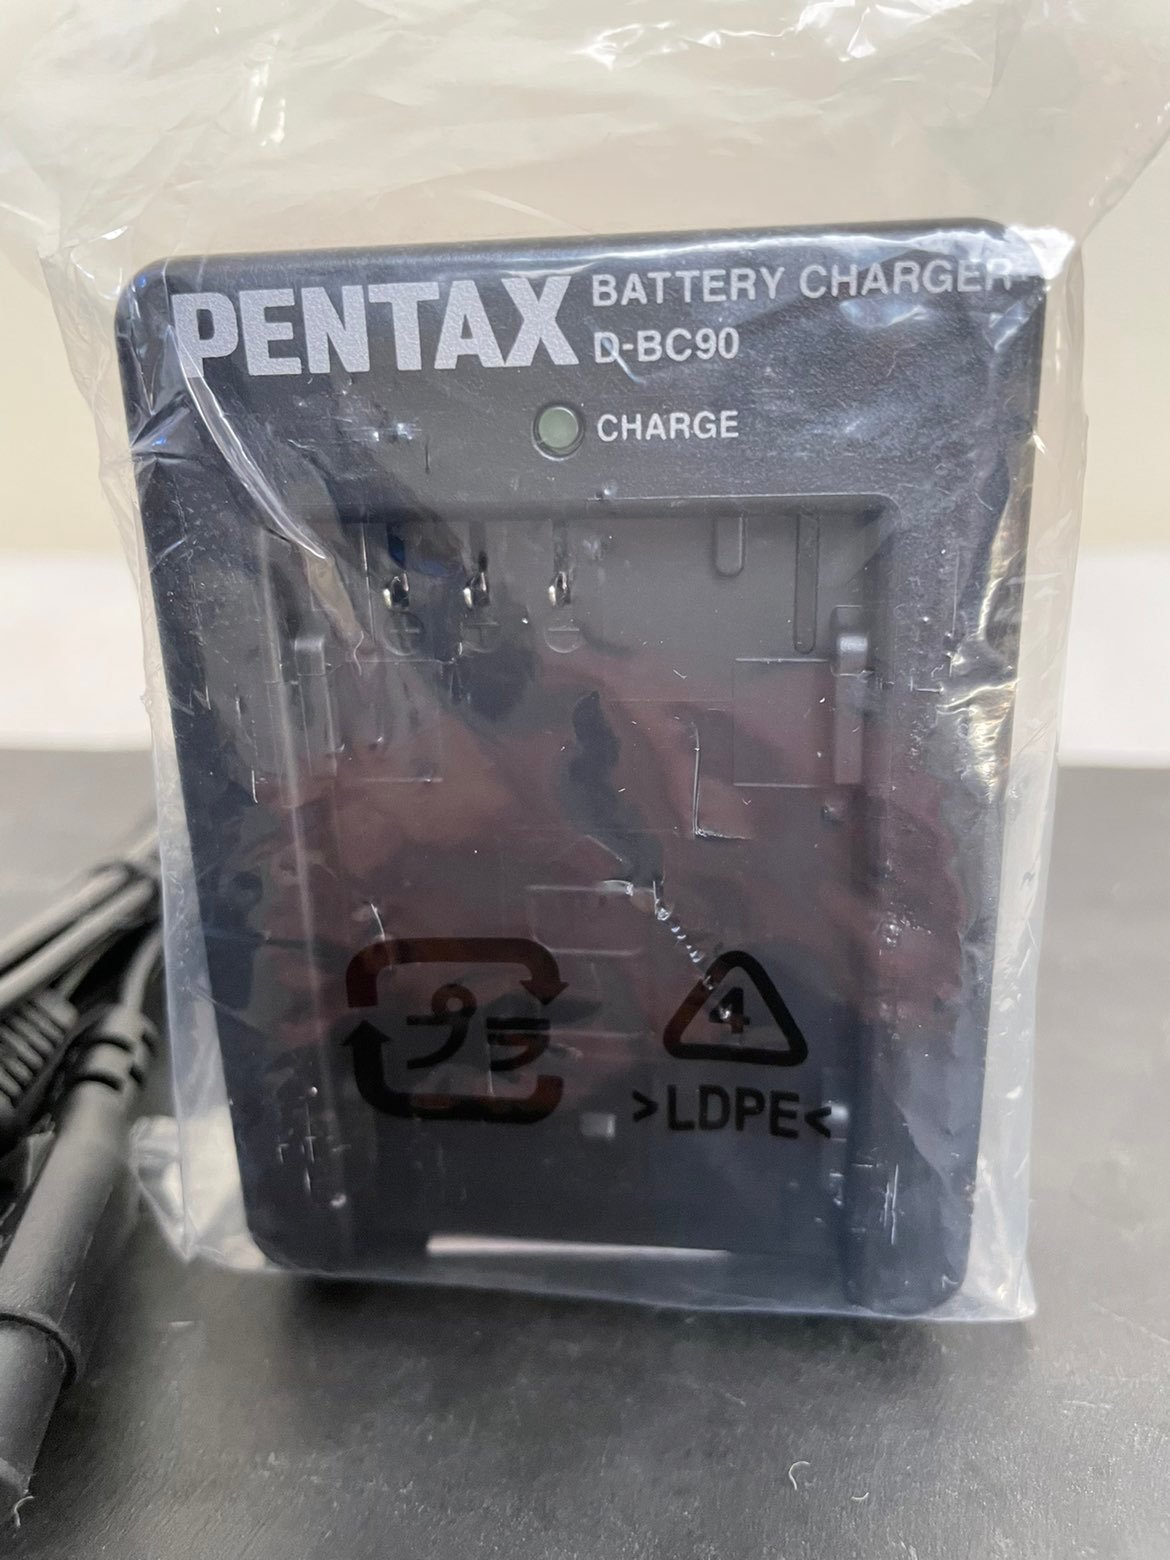 PENTAX BATTERY CHARGER
D-BC90
CHARGE
+
−
プラ
4
>LDPE<